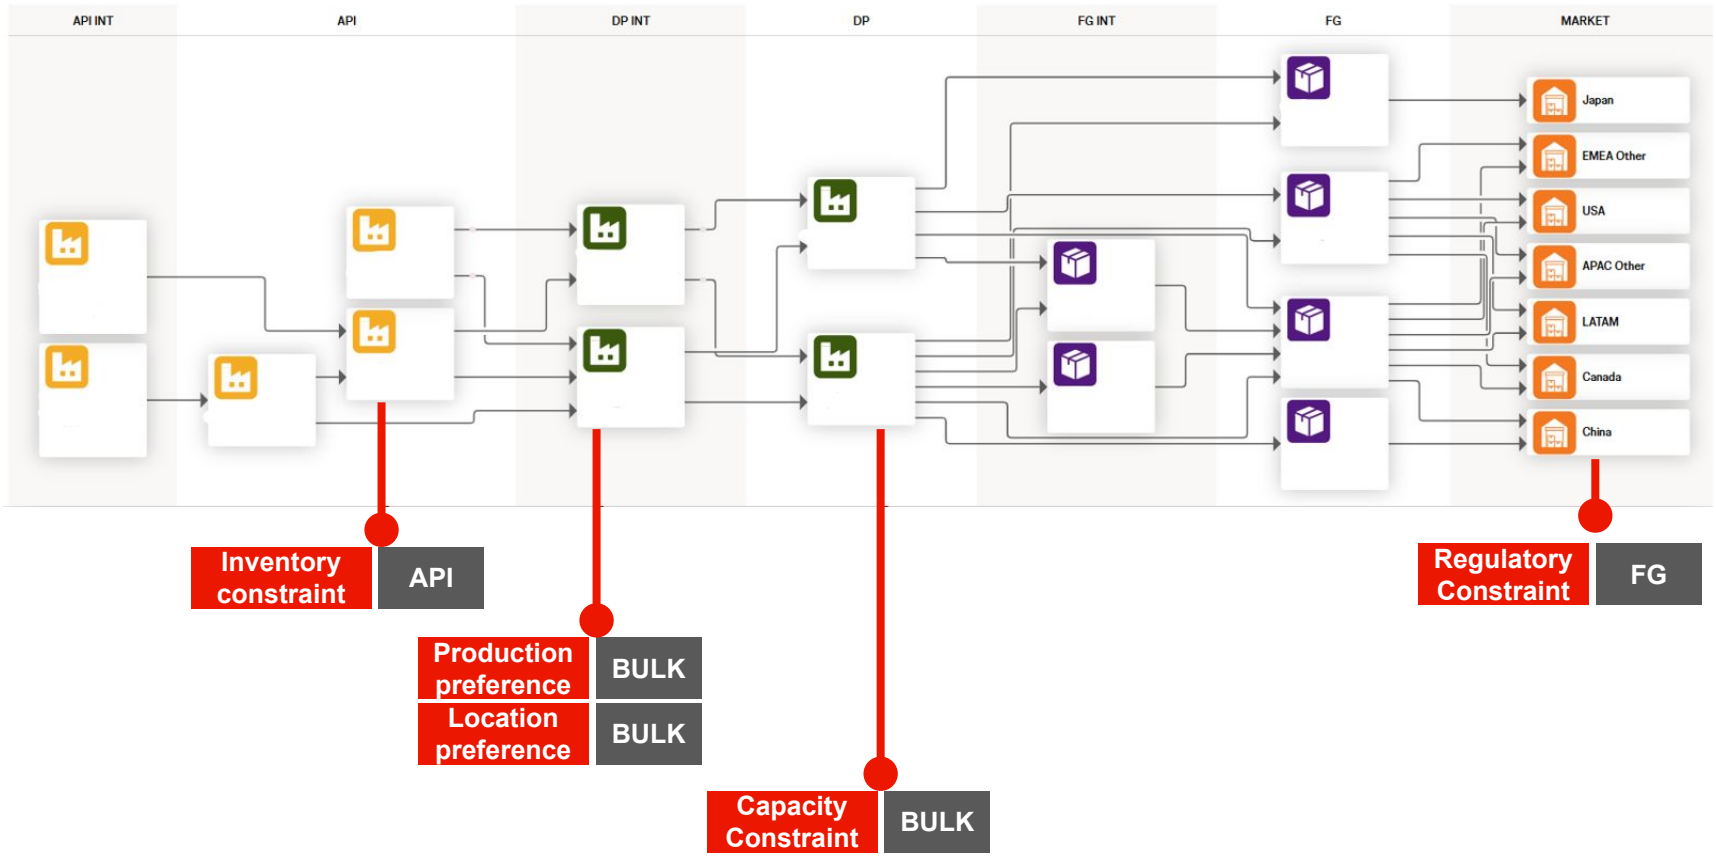 API INT
API
DP INT
DP
FG INT
FG
MARKET
Japan
EMEA Other
USA
APAC Other
LATAM
Canada
China
Inventory
constraint
API
Production
preference
BULK
Location
preference
BULK
Capacity
Constraint
BULK
Regulatory
Constraint
FG